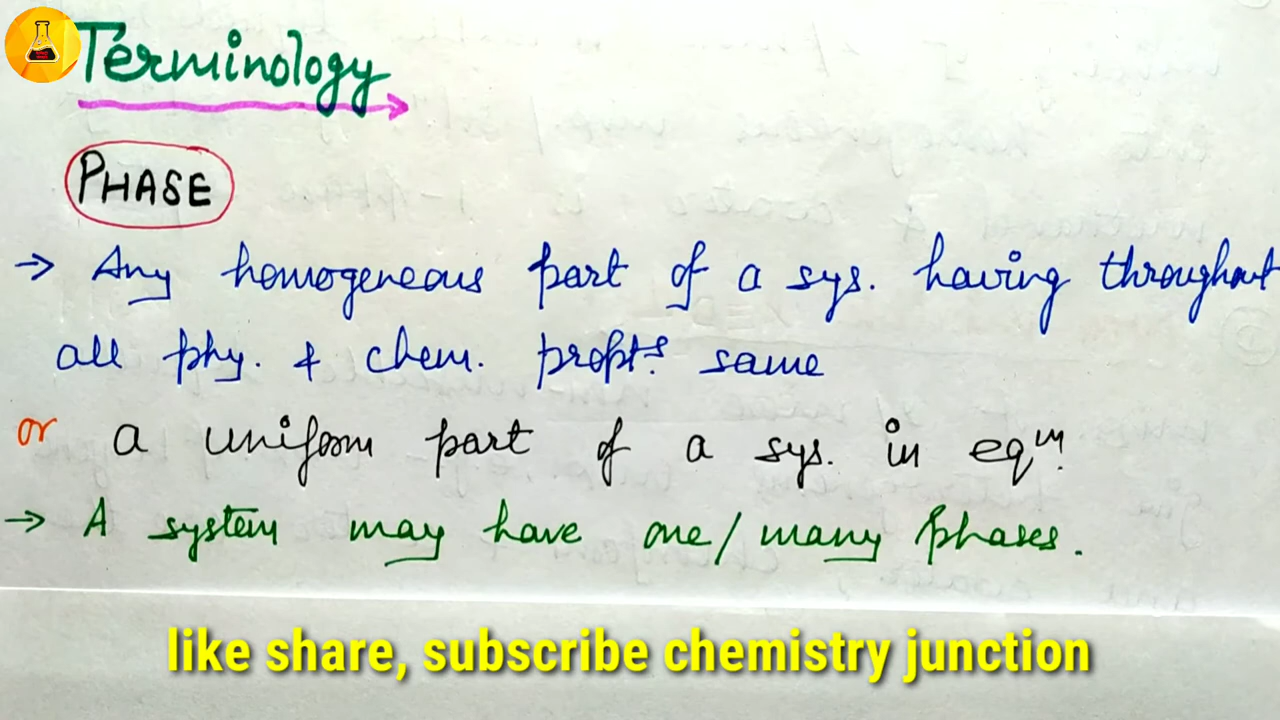 Terminology
PHASE
→ Any homogeneous part of a sys. having throughout
all phy. & chem. propts. same
or a uniform part of a sys. in eqm.
→ A system may have one/many phases.
like share, subscribe chemistry junction